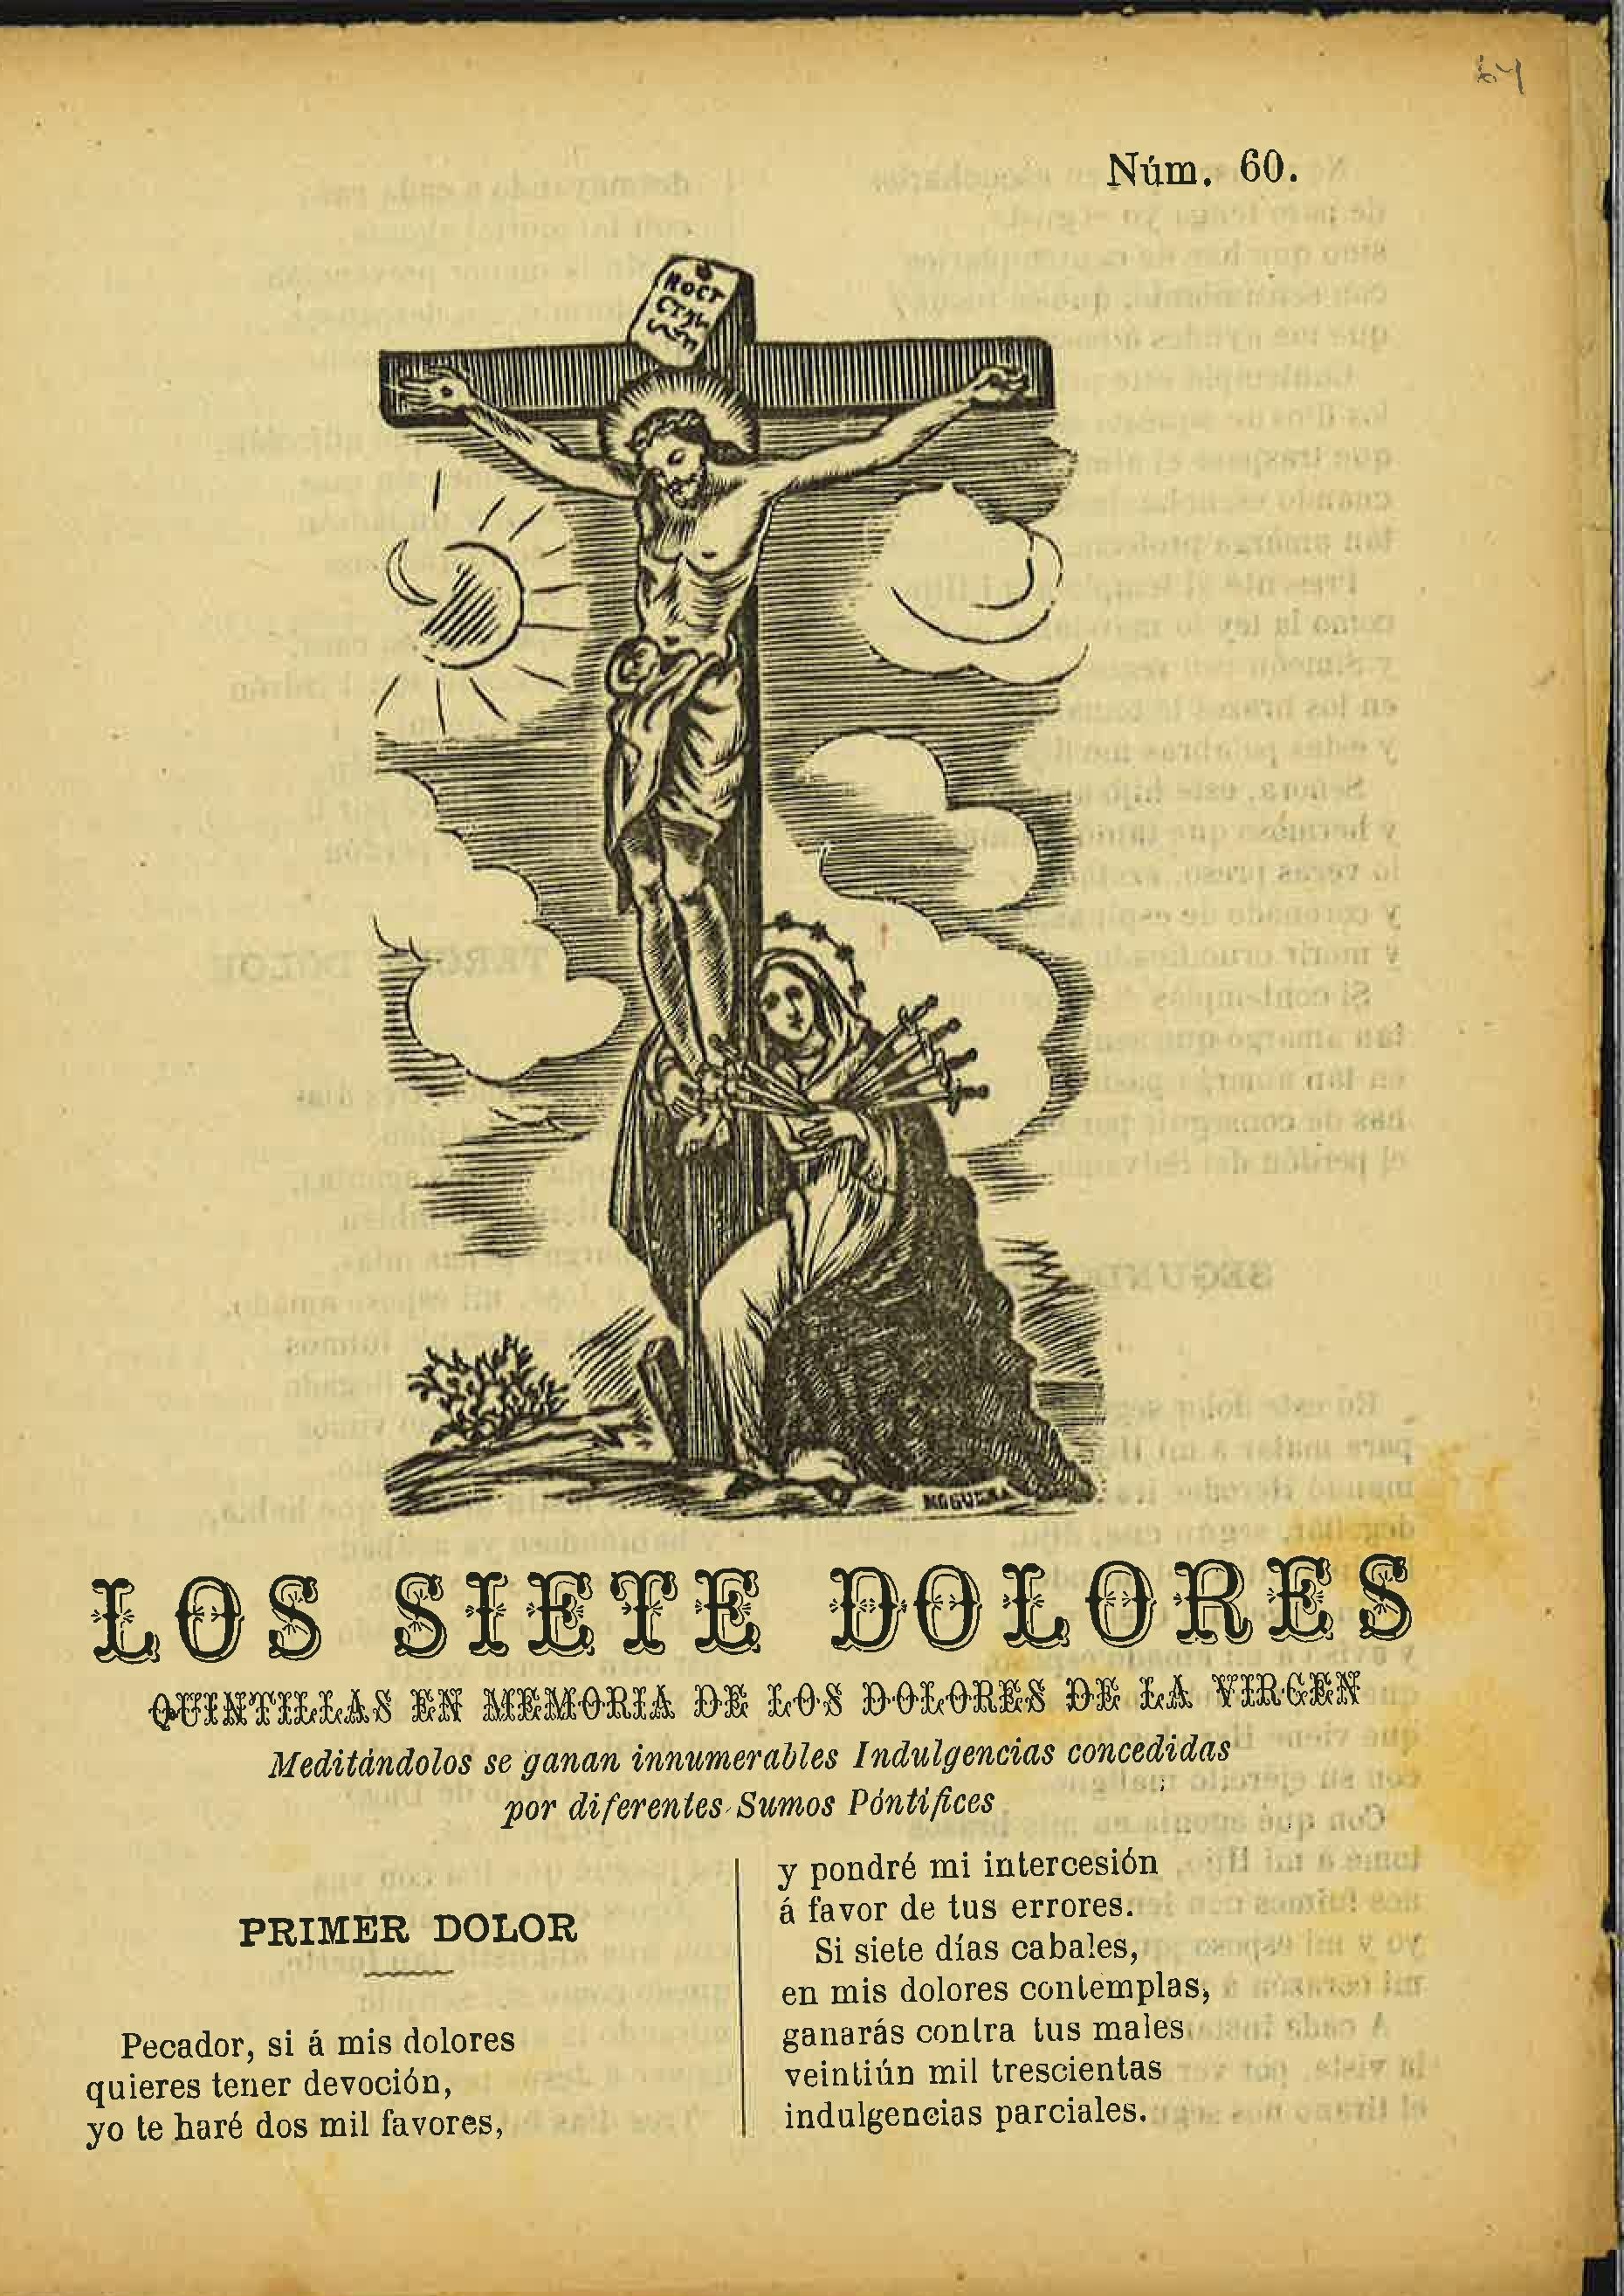 64
Núm. 60.
NOGUERA
LOS SIETE DOLORES
QUINTILLAS EN MEMORIA DE LOS DOLORES DE LA VIRGEN
Meditándolos se ganan innumerables Indulgencias concedidas
por diferentes Sumos Póntifices
PRIMER DOLOR
Pecador, si á mis dolores
quieres tener devoción,
yo te haré dos mil favores,
y pondré mi intercesión
á favor de tus errores.
Si siete días cabales,
en mis dolores contemplas,
ganarás contra tus males
veintiún mil trescientas
indulgencias parciales.